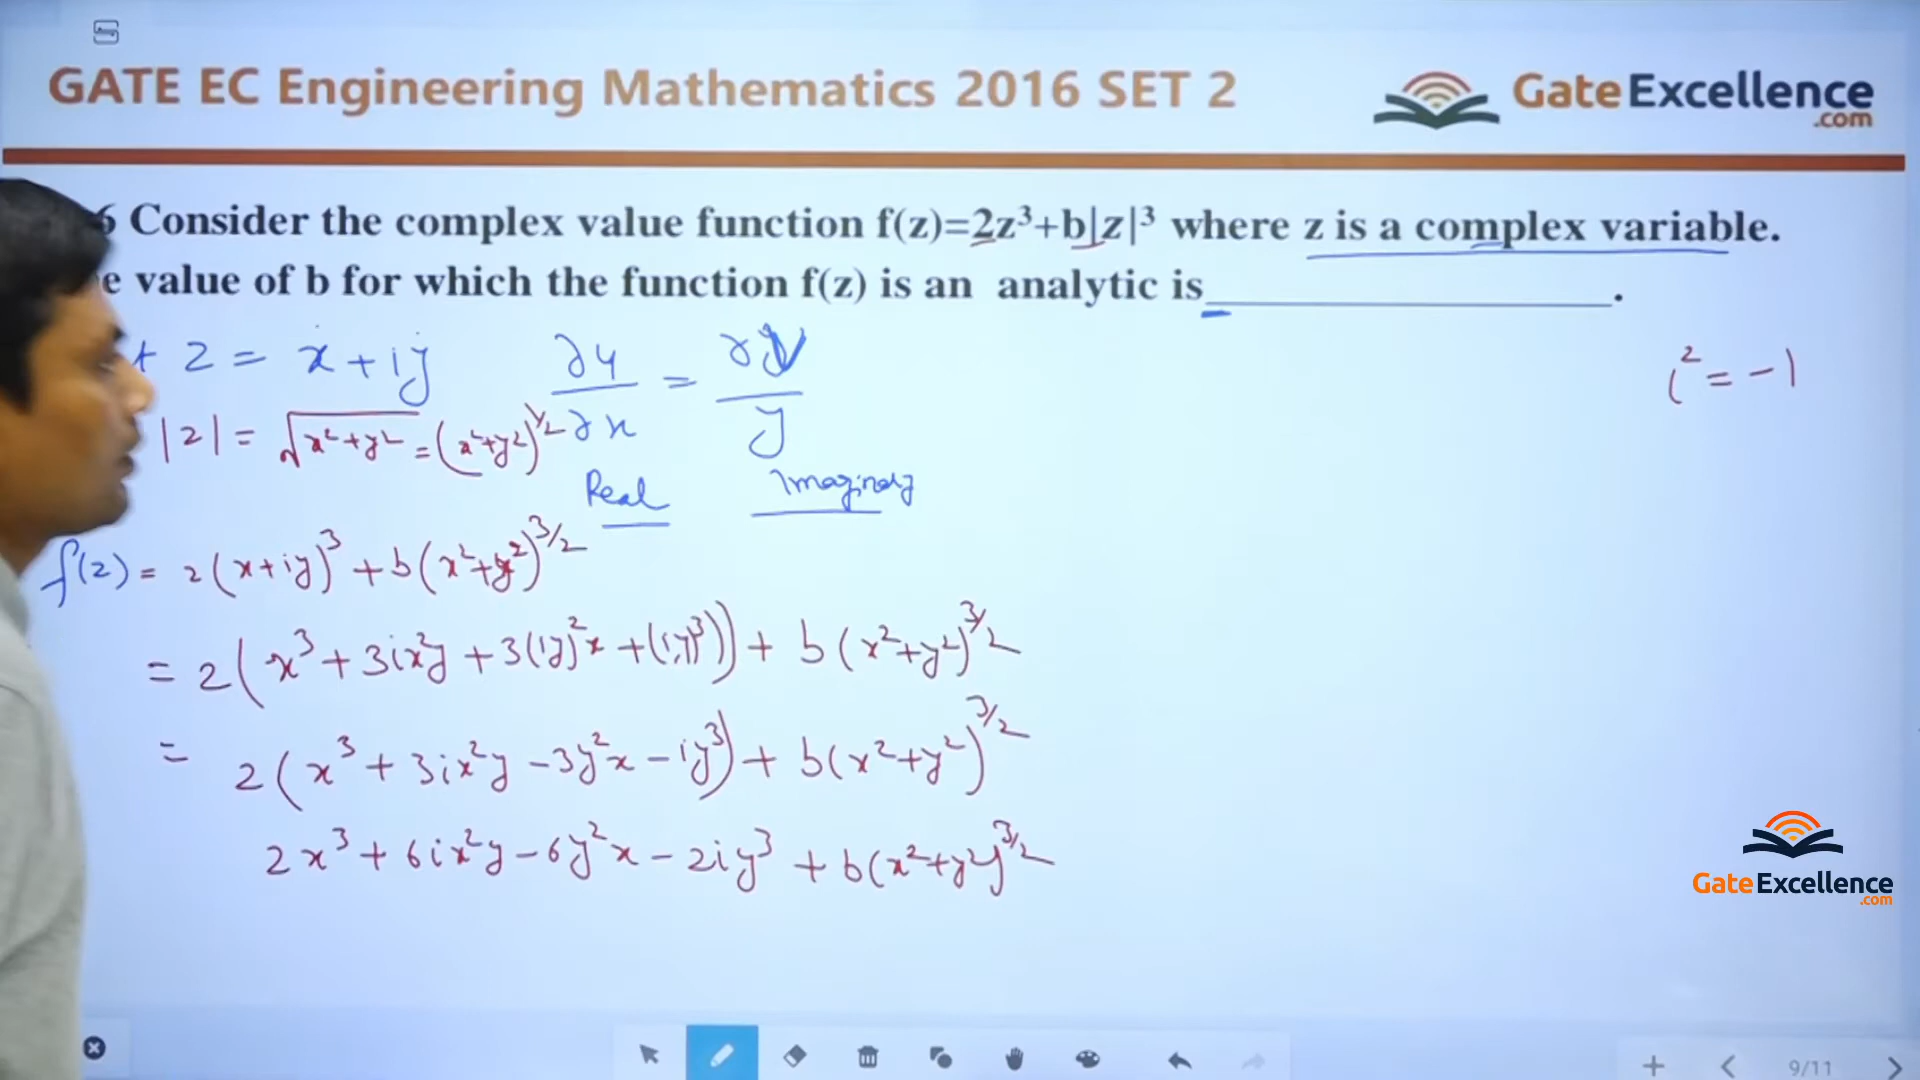 GATE EC Engineering Mathematics 2016 SET 2
GateExcellence
.com
6 Consider the complex value function f(z)=2z³+b|z|³ where z is a complex variable.
e value of b for which the function f(z) is an analytic is____________.
z = x+iy ∂u/∂x = ∂v/y
i² = -1
|z| = √x²+y² = (x²+y²)^1/2
Real Imaginary
f(z) = 2(x+iy)³ + b(x²+y²)^3/2
= 2(x³ + 3ix²y + 3(iy)²x + (iy)³)) + b(x²+y²)^3/2
= 2(x³ + 3ix²y - 3y²x - iy³) + b(x²+y²)^3/2
2x³ + 6ix²y - 6y²x - 2iy³ + b(x²+y²)^3/2
GateExcellence
.com
9/11